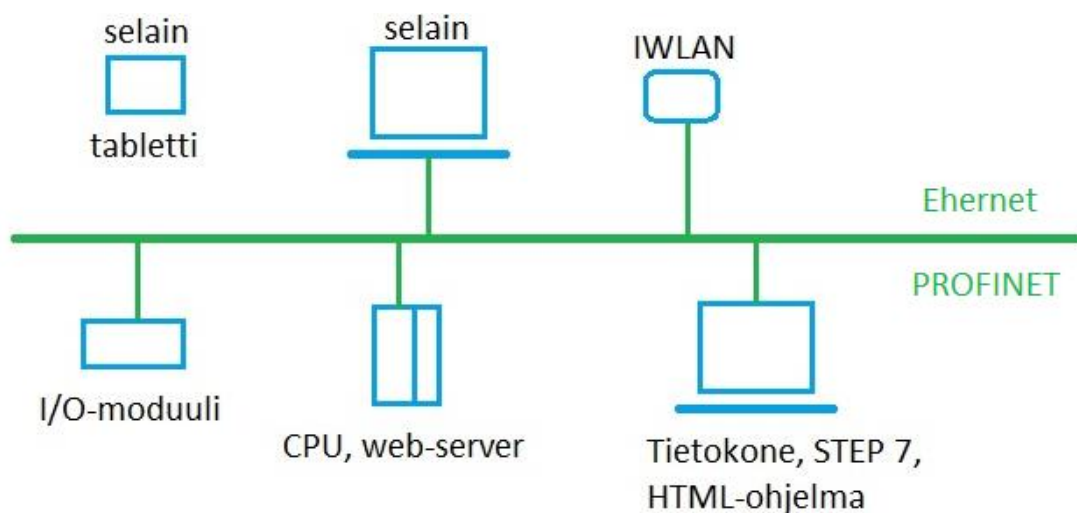 selain
tabletti
selain
IWLAN
Ehernet
PROFINET
I/O-moduuli
CPU, web-server
Tietokone, STEP 7,
HTML-ohjelma